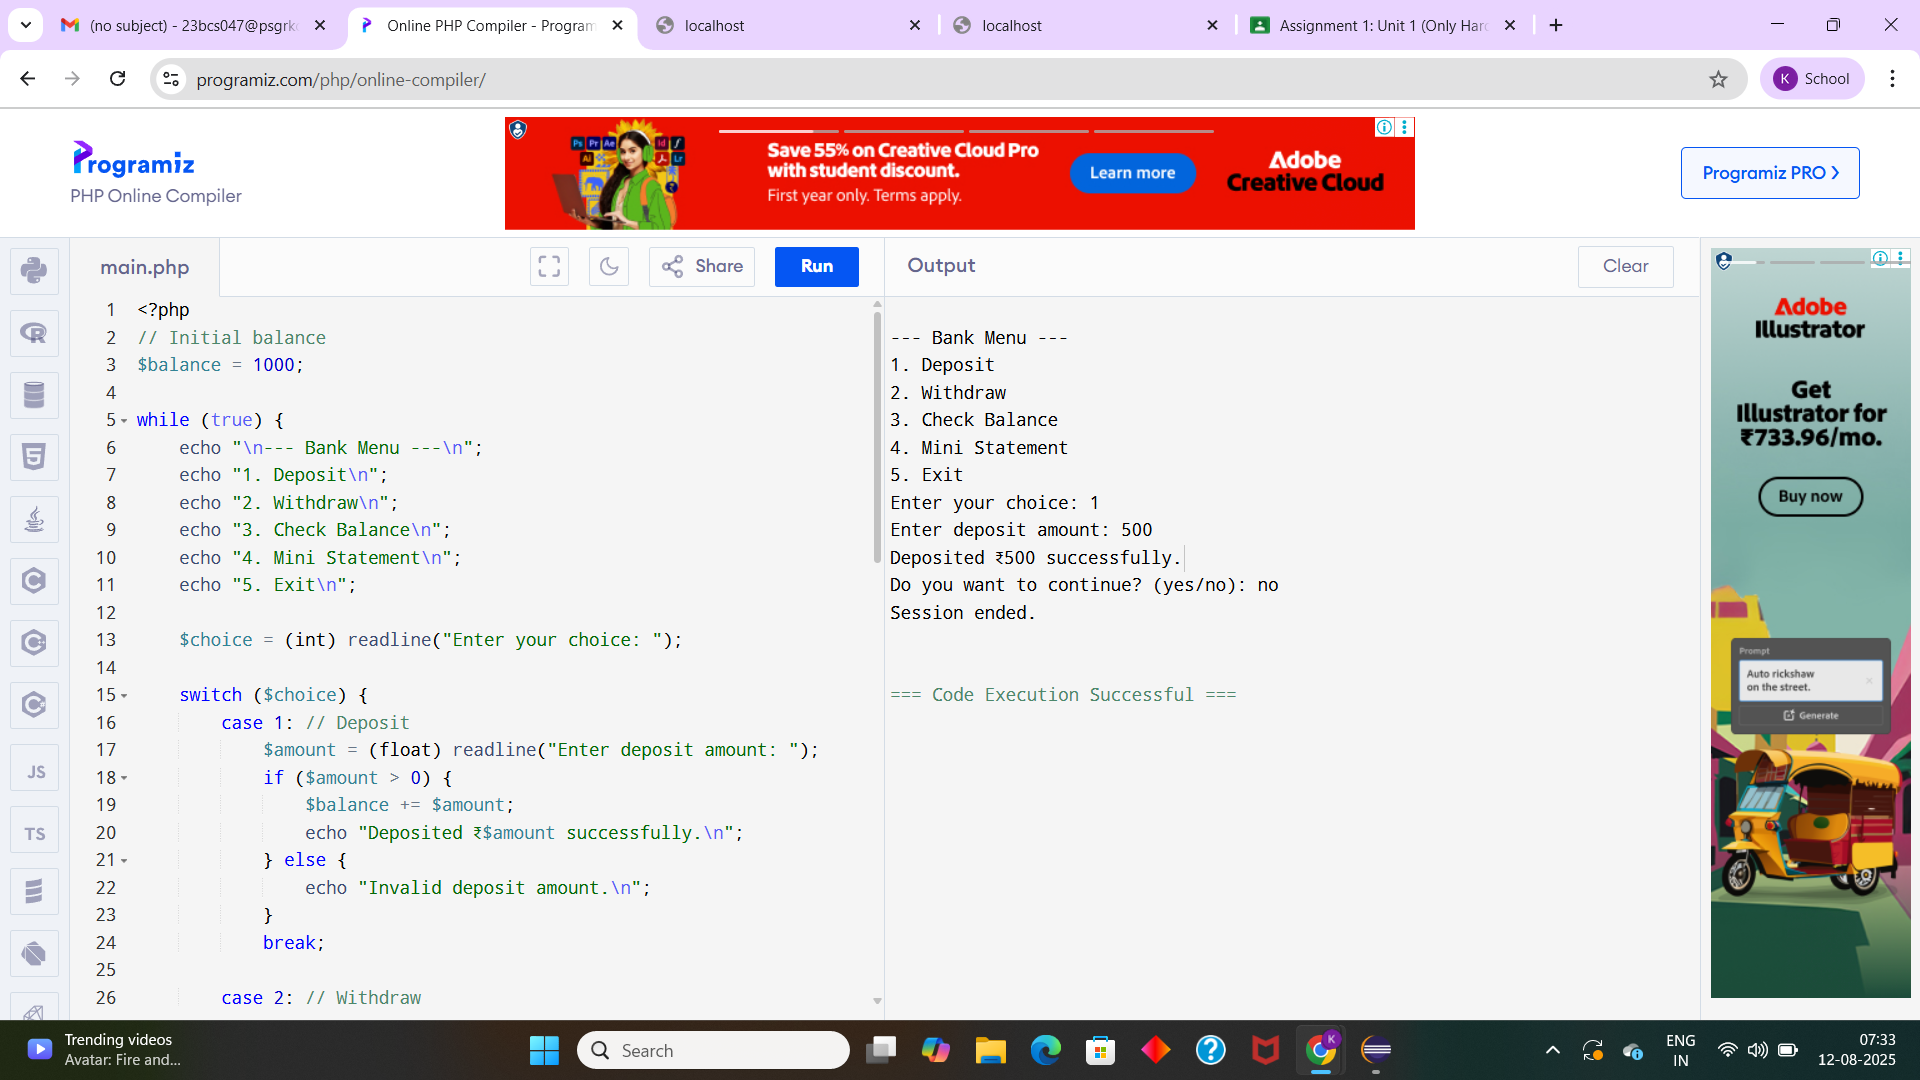 (no subject) - 23bcs047@psgrk
Online PHP Compiler - Program
localhost
localhost
Assignment 1: Unit 1 (Only Har
programiz.com/php/online-compiler/
K School
Programiz
PHP Online Compiler
Ps Pr Ae Id f
Ai Lr
Save 55% on Creative Cloud Pro
with student discount.
First year only. Terms apply.
Learn more
Adobe
Creative Cloud
Programiz PRO
main.php
Share
Run
Output
Clear
1 <?php
2 // Initial balance
3 $balance = 1000;
4
5 while (true) {
6 echo "\n--- Bank Menu ---\n";
7 echo "1. Deposit\n";
8 echo "2. Withdraw\n";
9 echo "3. Check Balance\n";
10 echo "4. Mini Statement\n";
11 echo "5. Exit\n";
12
13 $choice = (int) readline("Enter your choice: ");
14
15 switch ($choice) {
16 case 1: // Deposit
17 $amount = (float) readline("Enter deposit amount: ");
18 if ($amount > 0) {
19 $balance += $amount;
20 echo "Deposited ₹$amount successfully.\n";
21 } else {
22 echo "Invalid deposit amount.\n";
23 }
24 break;
25
26 case 2: // Withdraw
--- Bank Menu ---
1. Deposit
2. Withdraw
3. Check Balance
4. Mini Statement
5. Exit
Enter your choice: 1
Enter deposit amount: 500
Deposited ₹500 successfully.
Do you want to continue? (yes/no): no
Session ended.
=== Code Execution Successful ===
JS
TS
Adobe
Illustrator
Get
Illustrator for
₹733.96/mo.
Buy now
Prompt
Auto rickshaw
on the street.
Generate
Trending videos
Avatar: Fire and...
Search
K
ENG
IN
07:33
12-08-2025